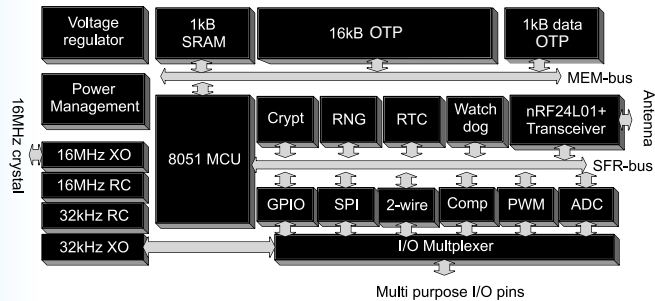 Voltage
regulator
1kB
SRAM
16kB OTP
1kB data
OTP
MEM-bus
Power
Management
Antenna
16MHz crystal
8051 MCU
Crypt
RNG
RTC
Watch
dog
nRF24L01+
Transceiver
16MHz XO
SFR-bus
16MHz RC
32kHz RC
GPIO
SPI
2-wire
Comp
PWM
ADC
32kHz XO
I/O Multplexer
Multi purpose I/O pins